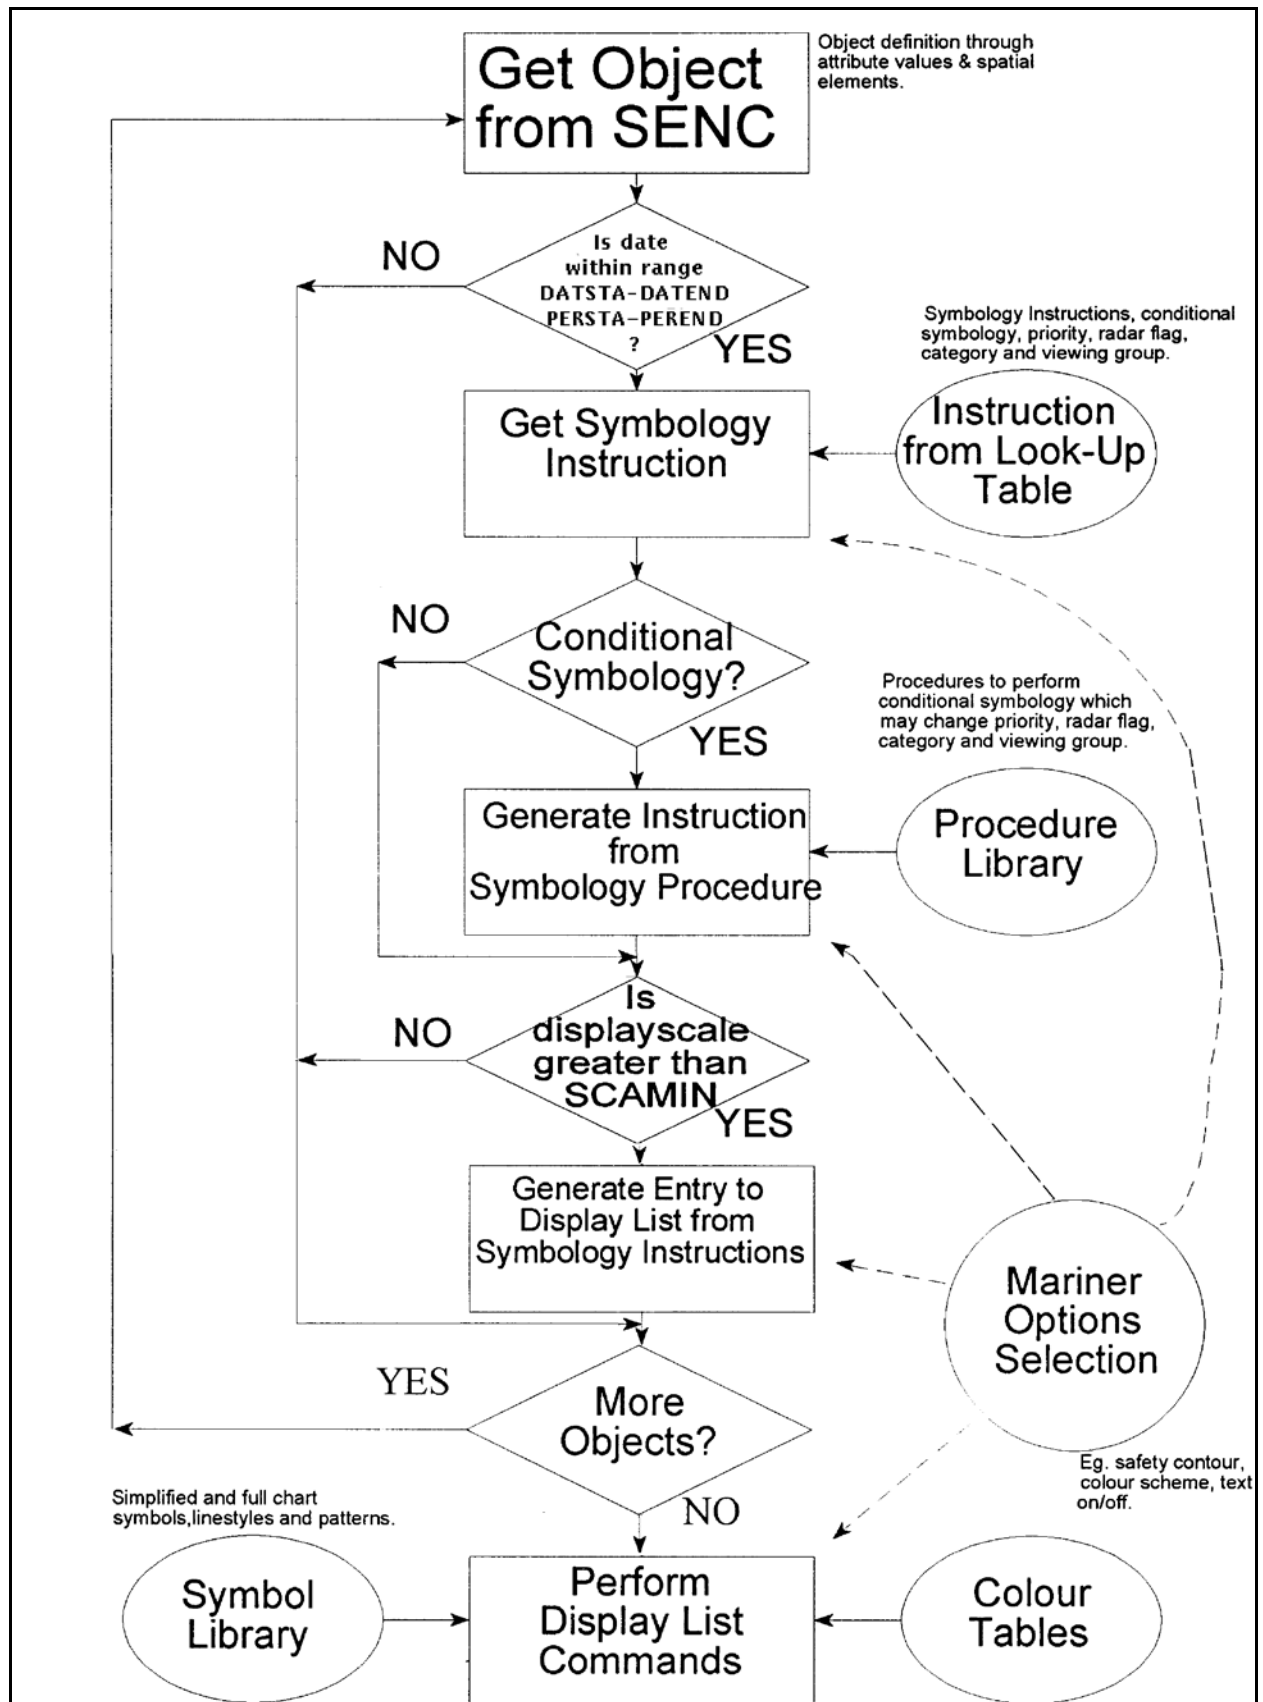 Get Object
from SENC
Object definition through
attribute values & spatial
elements.
NO
Is date
within range
DATSTA-DATEND
PERSTA-PEREND
?
YES
Symbology Instructions, conditional
symbology, priority, radar flag,
category and viewing group.
Get Symbology
Instruction
Instruction
from Look-Up
Table
NO
Conditional
Symbology?
YES
Procedures to perform
conditional symbology which
may change priority, radar flag,
category and viewing group.
Generate Instruction
from
Symbology Procedure
Procedure
Library
NO
Is
displayscale
greater than
SCAMIN
YES
Generate Entry to
Display List from
Symbology Instructions
Mariner
Options
Selection
YES
More
Objects?
NO
Eg. safety contour,
colour scheme, text
on/off.
Simplified and full chart
symbols,linestyles and patterns.
Symbol
Library
Perform
Display List
Commands
Colour
Tables